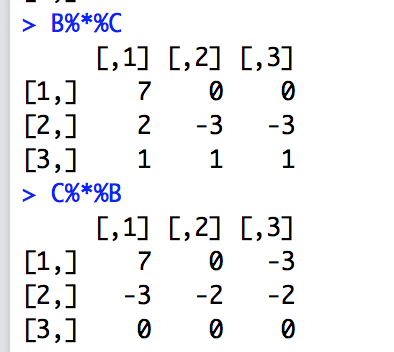 > B%*%C
[,1] [,2] [,3]
[1,] 7 0 0
[2,] 2 -3 -3
[3,] 1 1 1
> C%*%B
[,1] [,2] [,3]
[1,] 7 0 -3
[2,] -3 -2 -2
[3,] 0 0 0